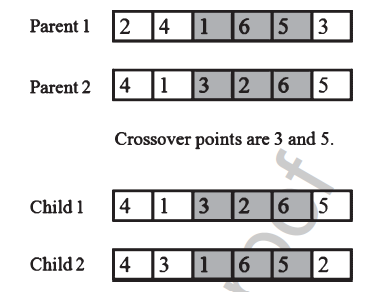 Parent 1 2 4 1 6 5 3
Parent 2 4 1 3 2 6 5
Crossover points are 3 and 5.
Child 1 4 1 3 2 6 5
Child 2 4 3 1 6 5 2